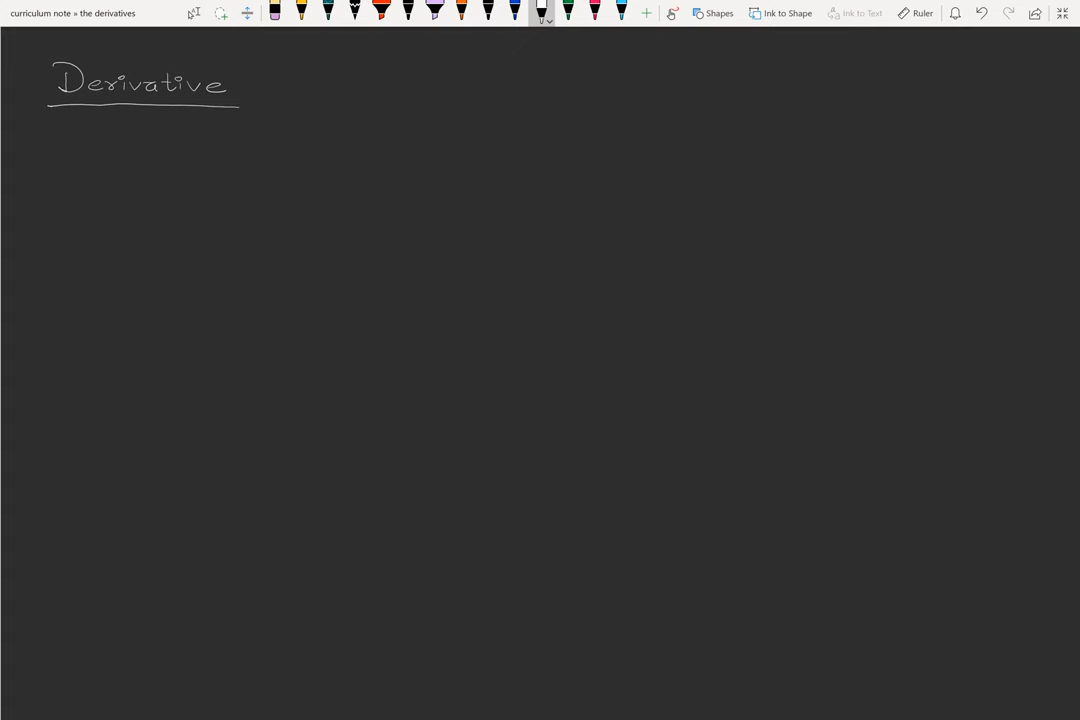 curriculum note » the derivatives
Shapes
Ink to Shape
Ink to Text
Ruler
Derivative